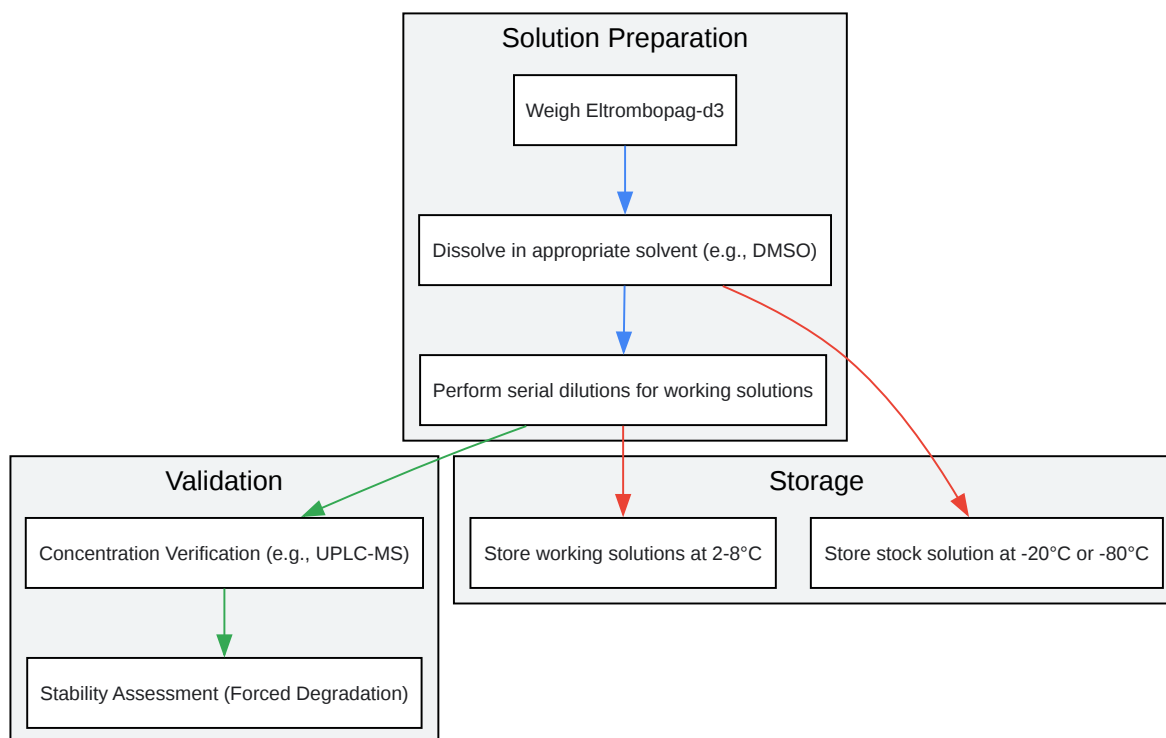 Solution Preparation
Weigh Eltrombopag-d3
Dissolve in appropriate solvent (e.g., DMSO)
Perform serial dilutions for working solutions
Validation
Concentration Verification (e.g., UPLC-MS)
Stability Assessment (Forced Degradation)
Storage
Store working solutions at 2-8°C
Store stock solution at -20°C or -80°C